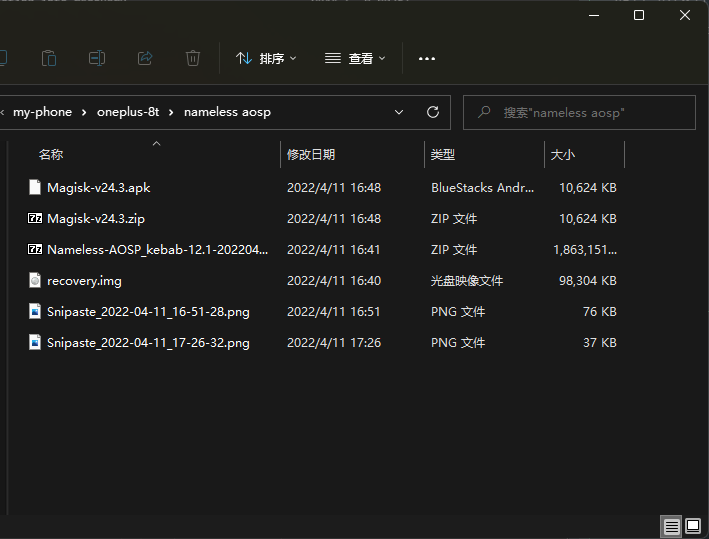 排序 查看
my-phone > oneplus-8t > nameless aosp 搜索"nameless aosp"
名称 修改日期 类型 大小
Magisk-v24.3.apk 2022/4/11 16:48 BlueStacks Andr... 10,624 KB
Magisk-v24.3.zip 2022/4/11 16:48 ZIP 文件 10,624 KB
Nameless-AOSP_kebab-12.1-202204... 2022/4/11 16:41 ZIP 文件 1,863,151...
recovery.img 2022/4/11 16:40 光盘映像文件 98,304 KB
Snipaste_2022-04-11_16-51-28.png 2022/4/11 16:51 PNG 文件 76 KB
Snipaste_2022-04-11_17-26-32.png 2022/4/11 17:26 PNG 文件 37 KB